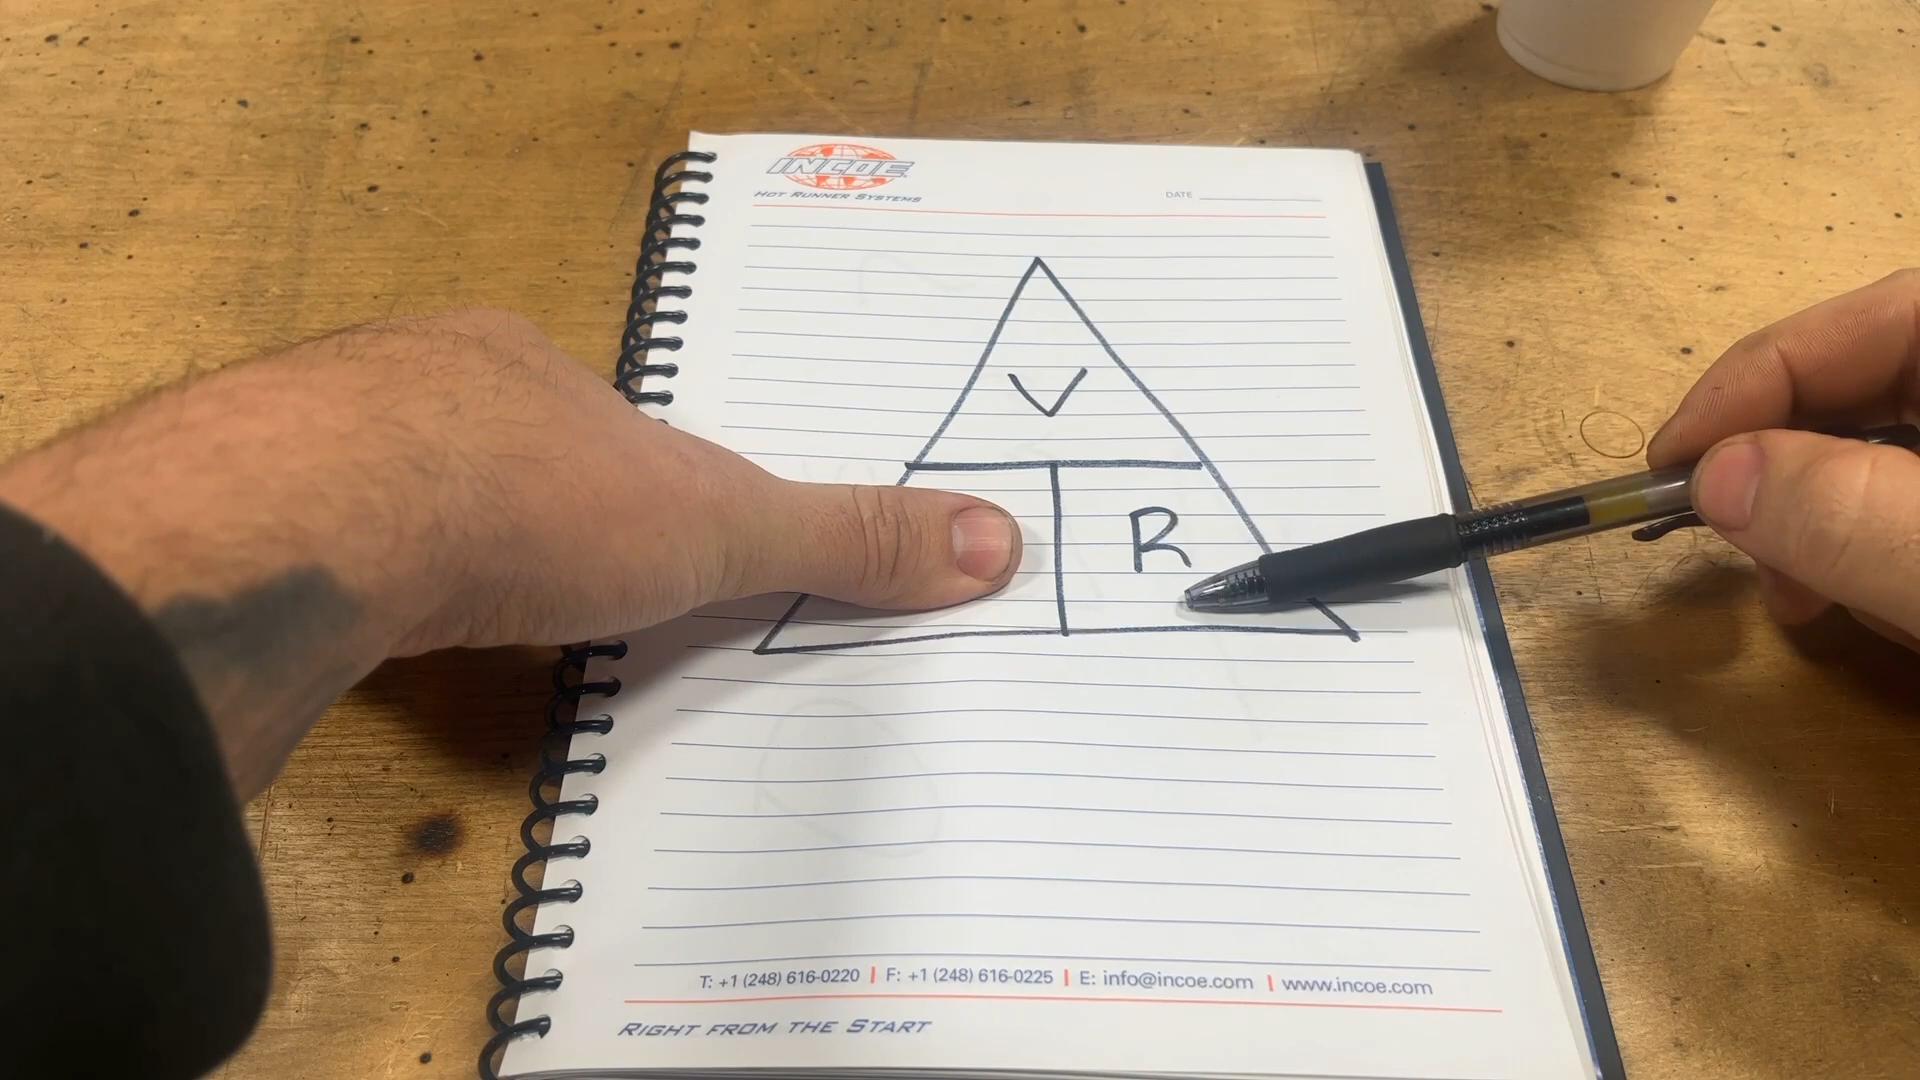 INCOE
HOT RUNNER SYSTEMS
DATE
V
R
T: +1 (248) 616-0220 | F: +1 (248) 616-0225 | E: info@incoe.com | www.incoe.com
RIGHT FROM THE START